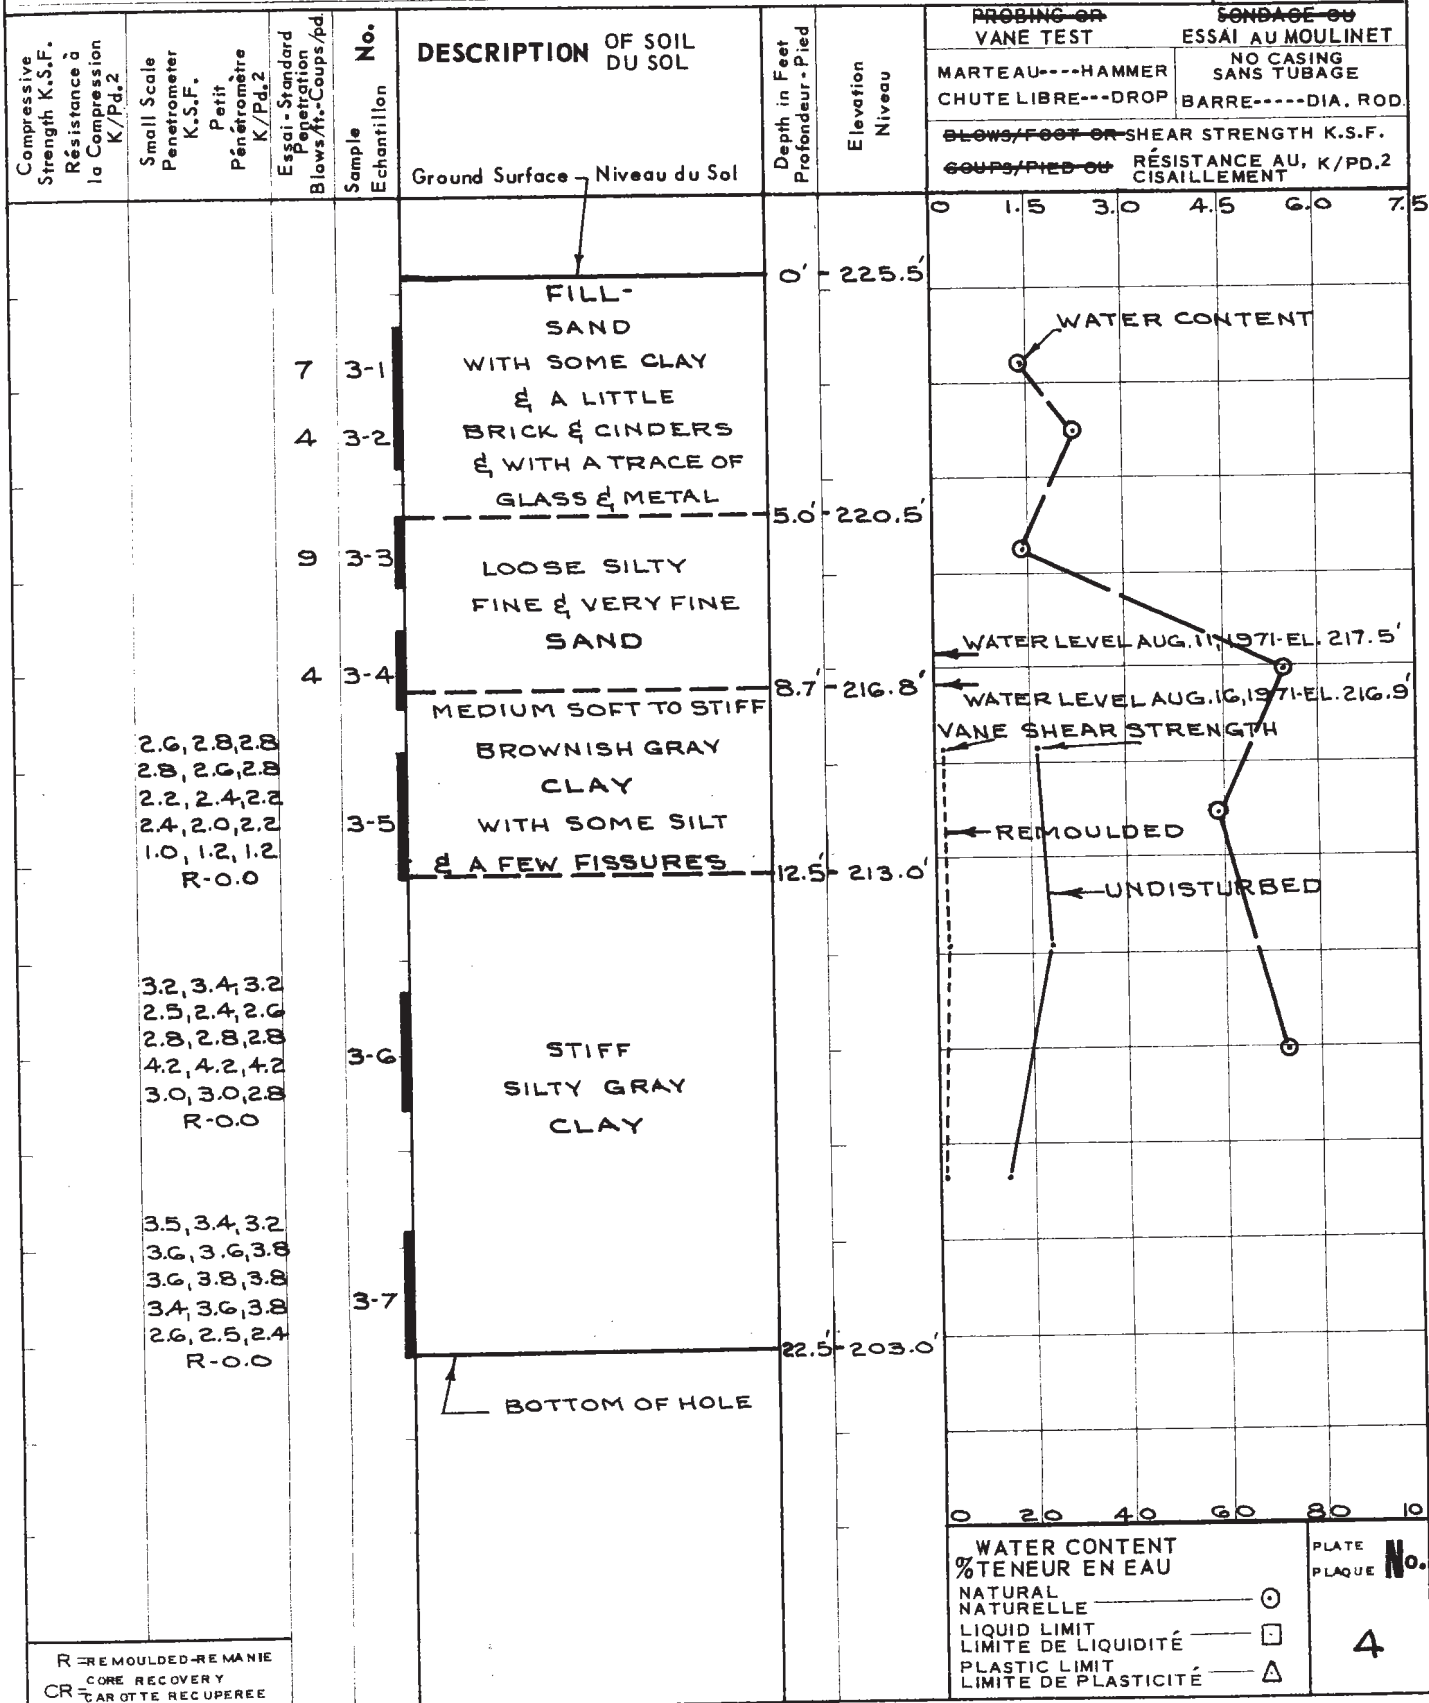 Compressive
Strength K.S.F.
Résistance à
la Compression
K/Pd.2
Small Scale
Penetrometer
K.S.F.
Petit
Pénétromètre
K/Pd.2
Essai-Standard
Penetration
Blows/ft.-Coups/pd.
Sample No.
Echantillon
DESCRIPTION OF SOIL
DU SOL
Ground Surface Niveau du Sol
Depth in Feet
Profondeur-Pied
Elevation
Niveau
PROBING OR SONDAGE OU
VANE TEST ESSAI AU MOULINET
MARTEAU----HAMMER
CHUTE LIBRE---DROP
NO CASING
SANS TUBAGE
BARRE-----DIA. ROD
BLOWS/FOOT OR SHEAR STRENGTH K.S.F.
COUPS/PIED OU RÉSISTANCE AU, K/PD.2
CISAILLEMENT
0 1.5 3.0 4.5 6.0 7.5
0' - 225.5'
FILL-
SAND
WATER CONTENT
7 3-1 WITH SOME CLAY
& A LITTLE
4 3-2 BRICK & CINDERS
& WITH A TRACE OF
GLASS & METAL
5.0' - 220.5'
9 3-3 LOOSE SILTY
FINE & VERY FINE
SAND
WATER LEVEL AUG. 11, 1971-EL. 217.5'
4 3-4
8.7' - 216.8'
WATER LEVEL AUG. 16, 1971-EL. 216.9'
MEDIUM SOFT TO STIFF
VANE SHEAR STRENGTH
2.6, 2.8, 2.8 BROWNISH GRAY
2.8, 2.6, 2.8 CLAY
2.2, 2.4, 2.2
2.4, 2.0, 2.2 3-5 WITH SOME SILT
REMOULDED
1.0, 1.2, 1.2 & A FEW FISSURES
R-0.0 12.5' - 213.0'
UNDISTURBED
3.2, 3.4, 3.2
2.5, 2.4, 2.6
2.8, 2.8, 2.8
4.2, 4.2, 4.2 3-6 STIFF
3.0, 3.0, 2.8 SILTY GRAY
R-0.0 CLAY
3.5, 3.4, 3.2
3.6, 3.6, 3.8
3.6, 3.8, 3.8
3.4, 3.6, 3.8 3-7
2.6, 2.5, 2.4
R-0.0 22.5' - 203.0'
BOTTOM OF HOLE
0 20 40 60 80 10
WATER CONTENT
% TENEUR EN EAU
NATURAL
NATURELLE
LIQUID LIMIT
LIMITE DE LIQUIDITÉ
PLASTIC LIMIT
LIMITE DE PLASTICITÉ
PLATE
PLAQUE No.
4
R = REMOULDED-REMANIE
CR = CORE RECOVERY
CAROTTE RECUPEREE